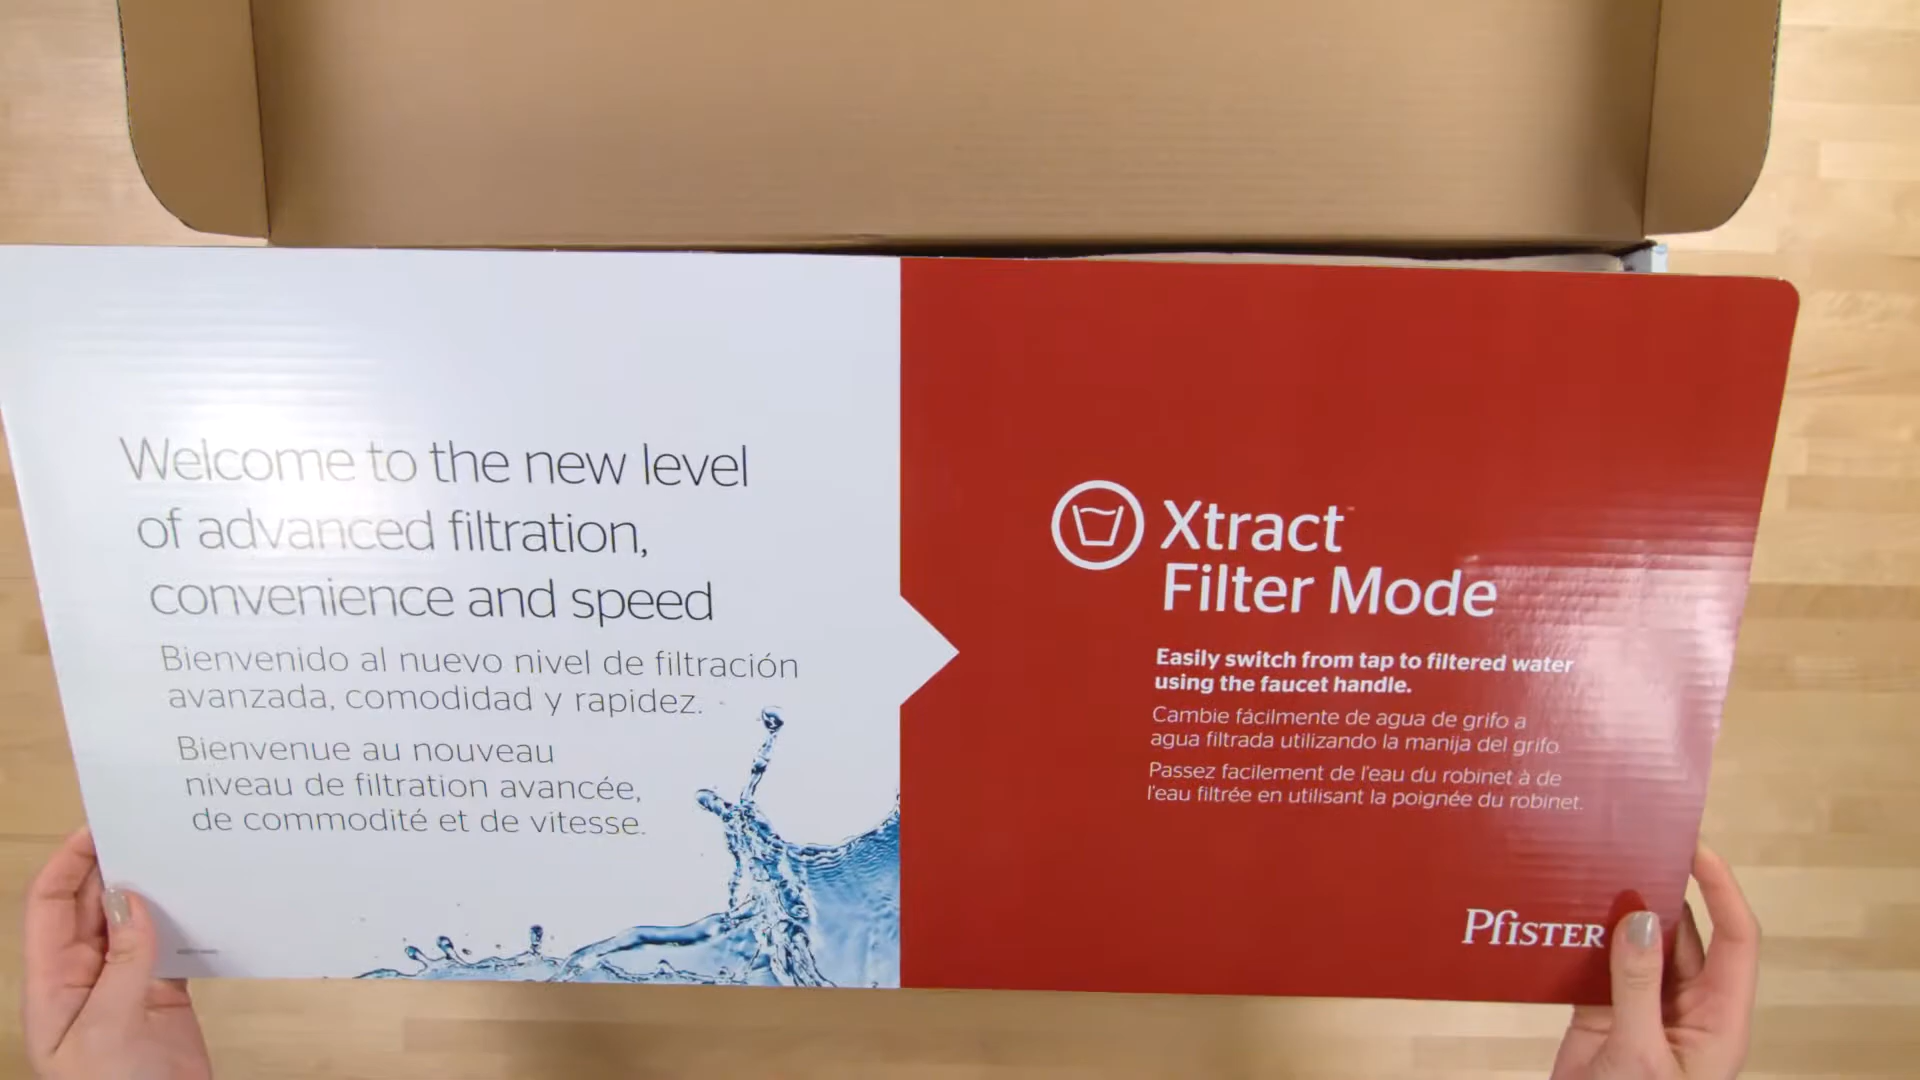 Welcome to the new level
of advanced filtration,
convenience and speed
Bienvenido al nuevo nivel de filtración
avanzada, comodidad y rapidez.
Bienvenue au nouveau
niveau de filtration avancée,
de commodité et de vitesse.
Xtract™
Filter Mode
Easily switch from tap to filtered water
using the faucet handle.
Cambie fácilmente de agua de grifo a
agua filtrada utilizando la manija del grifo.
Passez facilement de l'eau du robinet à de
l'eau filtrée en utilisant la poignée du robinet.
Pfister